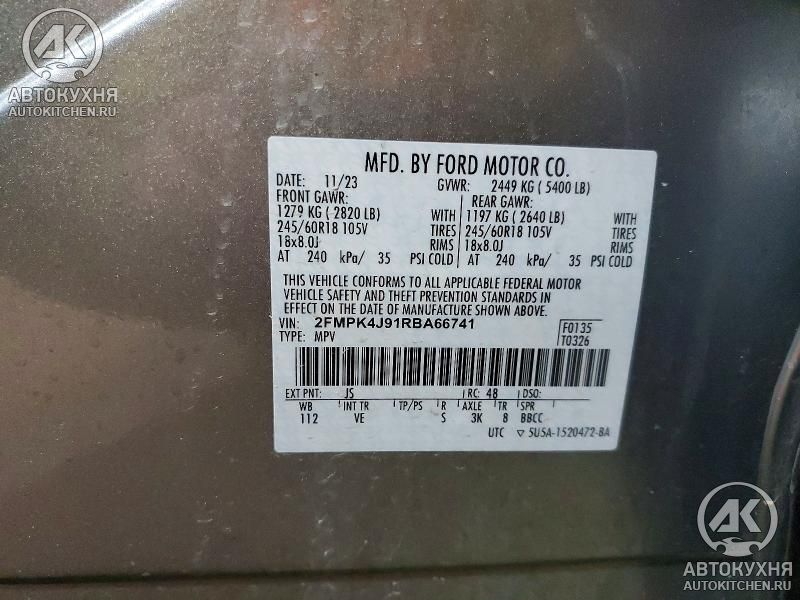 AK
АВТОКУХНЯ
AUTOKITCHEN.RU
MFD. BY FORD MOTOR CO.
DATE: 11/23 GVWR: 2449 KG ( 5400 LB)
FRONT GAWR: REAR GAWR:
1279 KG ( 2820 LB) WITH 1197 KG ( 2640 LB) WITH
245/60R18 105V TIRES 245/60R18 105V TIRES
18x8.0J RIMS 18x8.0J RIMS
AT 240 kPa/ 35 PSI COLD AT 240 kPa/ 35 PSI COLD
THIS VEHICLE CONFORMS TO ALL APPLICABLE FEDERAL MOTOR
VEHICLE SAFETY AND THEFT PREVENTION STANDARDS IN
EFFECT ON THE DATE OF MANUFACTURE SHOWN ABOVE.
VIN: 2FMPK4J91RBA66741 F0135
TYPE: MPV T0326
EXT PNT: JS RC: 48 DSO:
WB INT TR TP/PS R AXLE TR SPR
112 VE S 3K 8 BBCC
UTC ▽ 5U5A-1520472-BA
AK
АВТОКУХНЯ
AUTOKITCHEN.RU